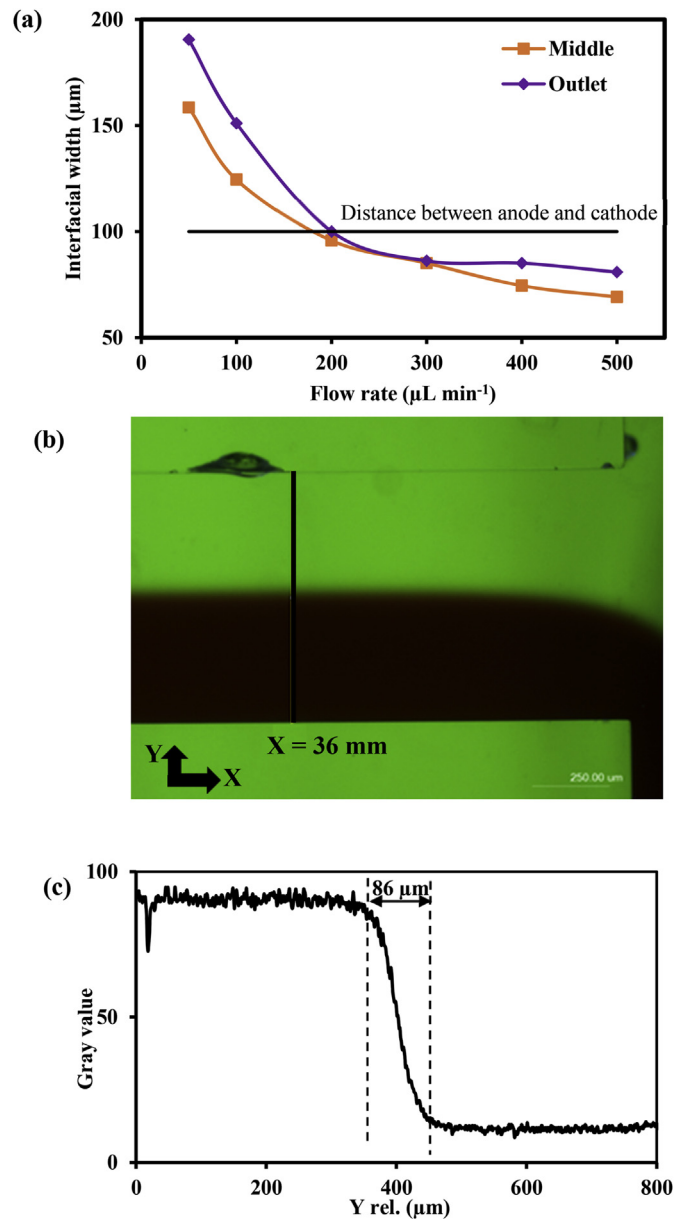 (a)
200
150
100
50
Interfacial width (µm)
Middle
Outlet
Distance between anode and cathode
0
100
200
300
400
500
Flow rate (µL min⁻¹)
(b)
X = 36 mm
Y
X
250.00 um
(c)
100
50
0
Gray value
86 µm
0
200
400
600
800
Y rel. (µm)